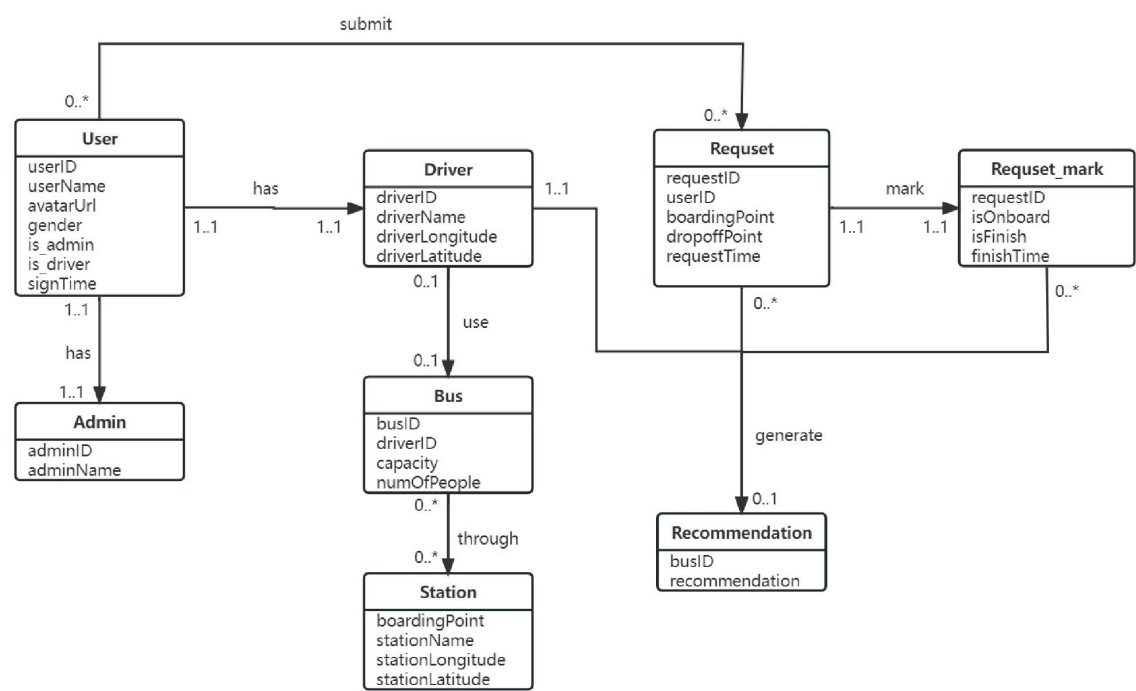 submit
0..*
0..*
User
userID
userName
avatarUrl
gender
is_admin
is_driver
signTime
has
1..1
1..1
Driver
driverID
driverName
driverLongitude
driverLatitude
1..1
Requset
requestID
userID
boardingPoint
dropoffPoint
requestTime
mark
1..1
1..1
Requset_mark
requestID
isOnboard
isFinish
finishTime
0..*
1..1
has
1..1
Admin
adminID
adminName
0..1
use
0..1
Bus
busID
driverID
capacity
numOfPeople
0..*
through
0..*
Station
boardingPoint
stationName
stationLongitude
stationLatitude
0..*
generate
0..1
Recommendation
busID
recommendation